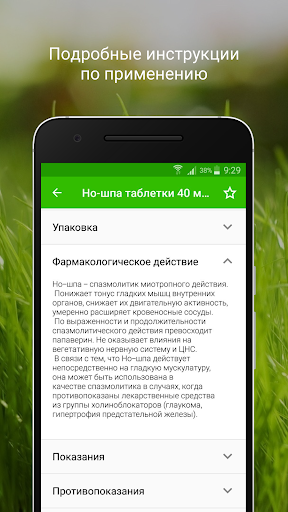 Подробные инструкции
по применению
38% 9:29
Но-шпа таблетки 40 м...
Упаковка
Фармакологическое действие
Но–шпа – спазмолитик миотропного действия.
Понижает тонус гладких мышц внутренних
органов, снижает их двигательную активность,
умеренно расширяет кровеносные сосуды.
По выраженности и продолжительности
спазмолитического действия превосходит
папаверин. Не оказывает влияния на
вегетативную нервную систему и ЦНС.
В связи с тем, что Но–шпа действует
непосредственно на гладкую мускулатуру,
она может быть использована в
качестве спазмолитика в случаях, когда
противопоказаны лекарственные средства
из группы холиноблокаторов (глаукома,
гипертрофия предстательной железы).
Показания
Противопоказания